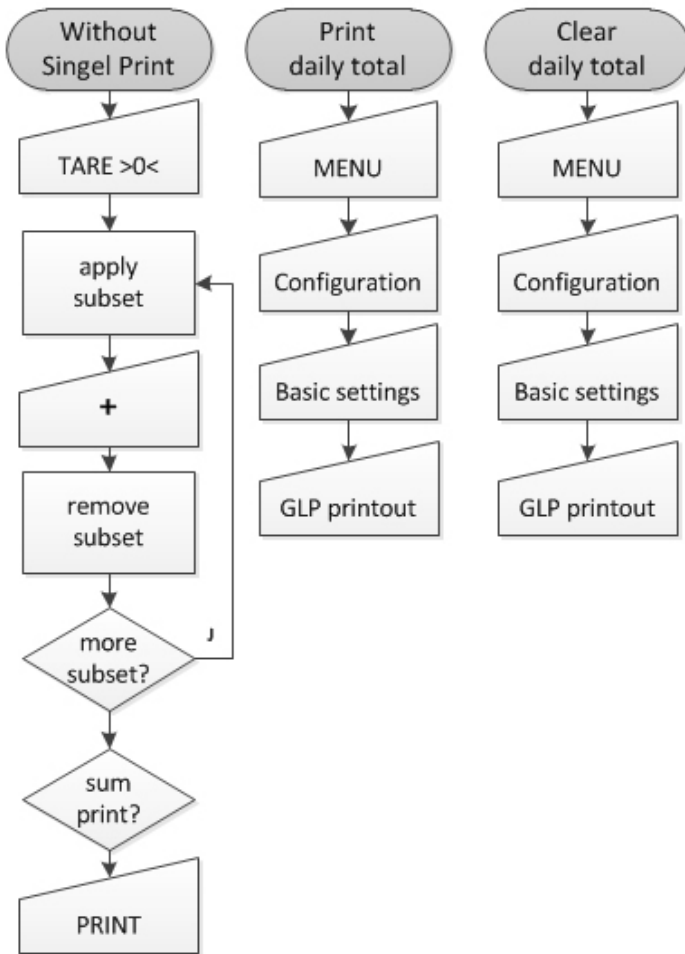 Without
Singel Print
TARE >0<
apply
subset
+
remove
subset
more
subset?
J
sum
print?
PRINT
Print
daily total
MENU
Configuration
Basic settings
GLP printout
Clear
daily total
MENU
Configuration
Basic settings
GLP printout